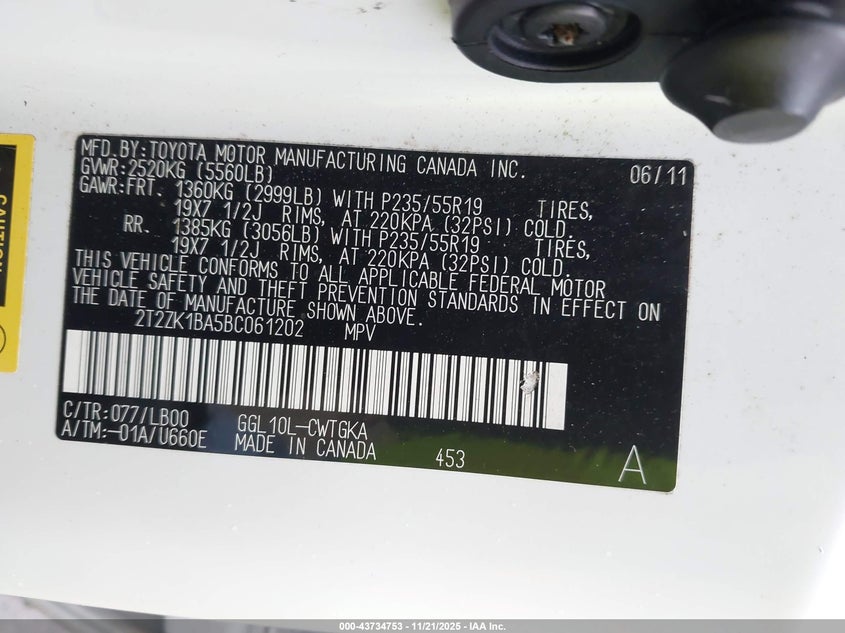 MFD.BY:TOYOTA MOTOR MANUFACTURING CANADA INC. 06/11
GVWR:2520KG (5560LB)
GAWR:FRT. 1360KG (2999LB) WITH P235/55R19 TIRES,
19X7 1/2J RIMS, AT 220KPA (32PSI) COLD.
RR. 1385KG (3056LB) WITH P235/55R19 TIRES,
19X7 1/2J RIMS, AT 220KPA (32PSI) COLD.
THIS VEHICLE CONFORMS TO ALL APPLICABLE FEDERAL MOTOR
VEHICLE SAFETY AND THEFT PREVENTION STANDARDS IN EFFECT ON
THE DATE OF MANUFACTURE SHOWN ABOVE.
2T2ZK1BA5BC061202 MPV
C/TR:077/LB00 GGL10L-CWTGKA
A/TM:-01A/U660E MADE IN CANADA 453 A
CAUTION
000-43734753 - 11/21/2025 - IAA Inc.